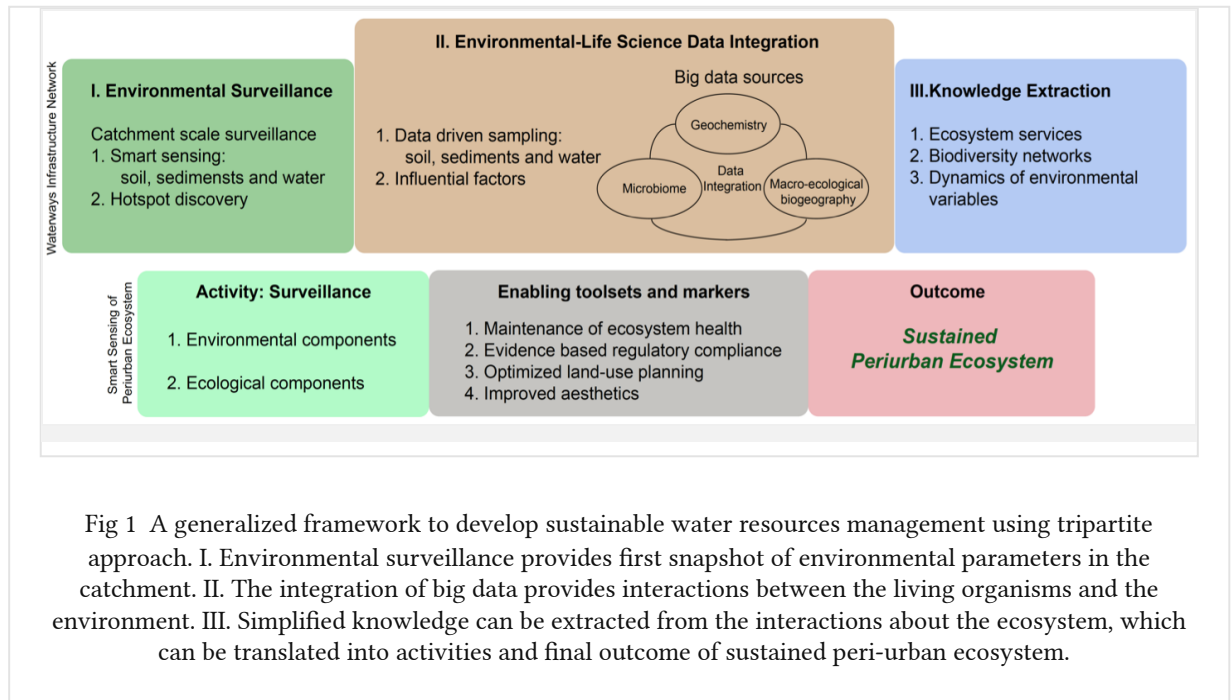 Waterways Infrastructure Network
I. Environmental Surveillance
Catchment scale surveillance
1. Smart sensing:
soil, sedimensts and water
2. Hotspot discovery
II. Environmental-Life Science Data Integration
1. Data driven sampling:
soil, sediments and water
2. Influential factors
Big data sources
Geochemistry
Microbiome
Data
Integration
Macro-ecological
biogeography
III.Knowledge Extraction
1. Ecosystem services
2. Biodiversity networks
3. Dynamics of environmental
variables
Smart Sensing of
Periurban Ecosystem
Activity: Surveillance
1. Environmental components
2. Ecological components
Enabling toolsets and markers
1. Maintenance of ecosystem health
2. Evidence based regulatory compliance
3. Optimized land-use planning
4. Improved aesthetics
Outcome
Sustained
Periurban Ecosystem
Fig 1 A generalized framework to develop sustainable water resources management using tripartite
approach. I. Environmental surveillance provides first snapshot of environmental parameters in the
catchment. II. The integration of big data provides interactions between the living organisms and the
environment. III. Simplified knowledge can be extracted from the interactions about the ecosystem, which
can be translated into activities and final outcome of sustained peri-urban ecosystem.